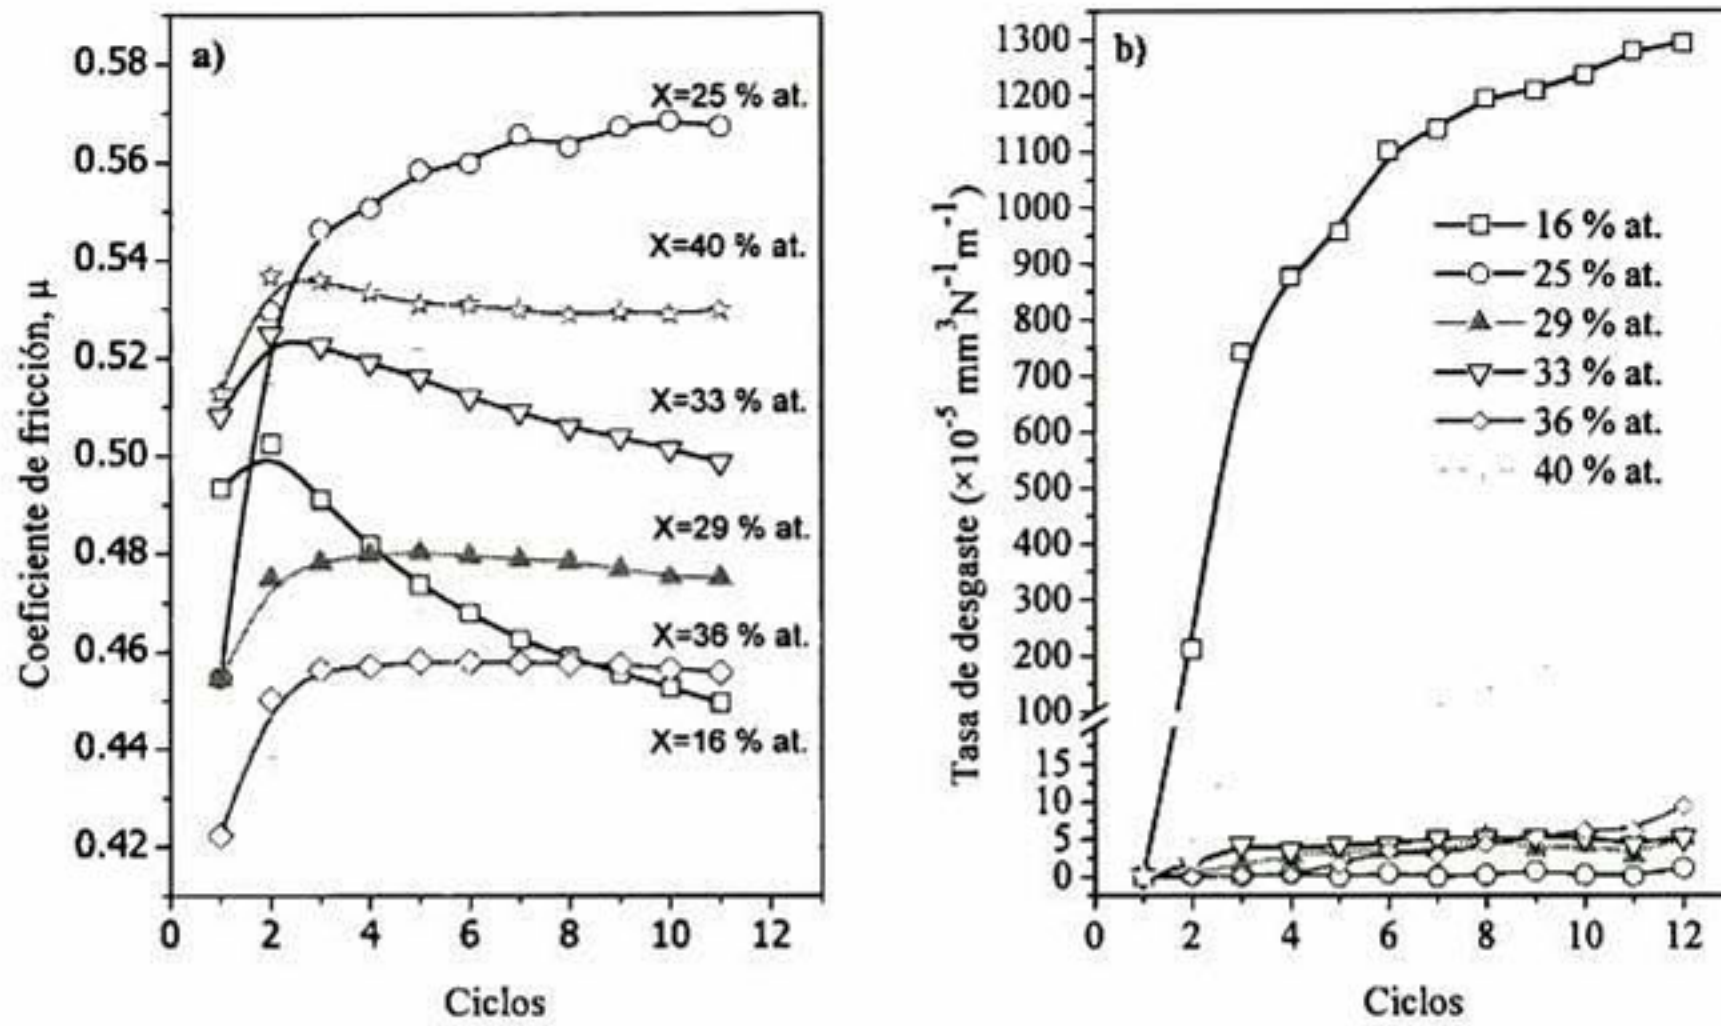 a)
Coeficiente de fricción, μ
0.58
0.56
0.54
0.52
0.50
0.48
0.46
0.44
0.42
X=25 % at.
X=40 % at.
X=33 % at.
X=29 % at.
X=36 % at.
X=16 % at.
0 2 4 6 8 10 12
Ciclos
b)
Tasa de desgaste (×10⁻⁵ mm³N⁻¹m⁻¹)
1300
1200
1100
1000
900
800
700
600
500
400
300
200
100
15
10
5
0
16 % at.
25 % at.
29 % at.
33 % at.
36 % at.
40 % at.
0 2 4 6 8 10 12
Ciclos